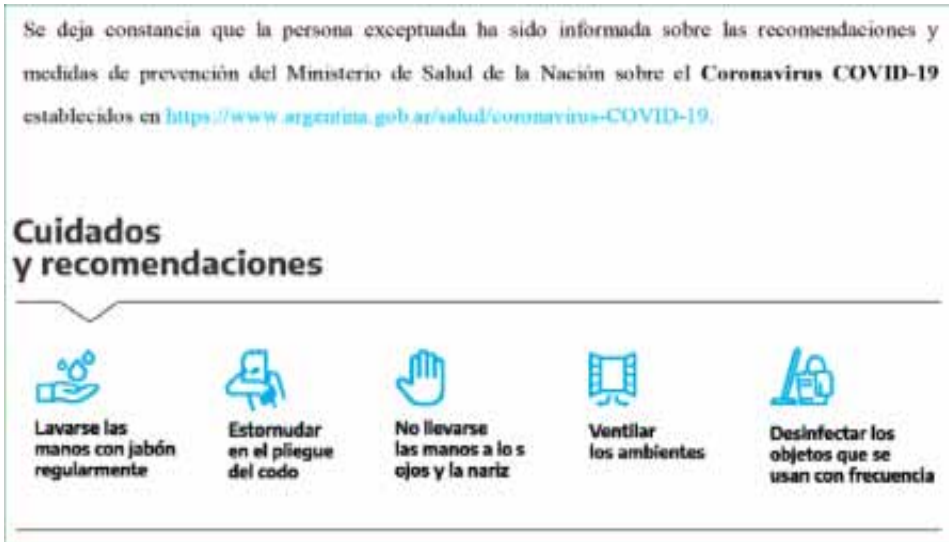 Se deja constancia que la persona exceptuada ha sido informada sobre las recomendaciones y
medidas de prevención del Ministerio de Salud de la Nación sobre el Coronavirus COVID-19
establecidos en https://www.argentina.gob.ar/salud/coronavirus-COVID-19.
Cuidados
y recomendaciones
Lavarse las
manos con jabón
regularmente
Estornudar
en el pliegue
del codo
No llevarse
las manos a lo s
ojos y la nariz
Ventilar
los ambientes
Desinfectar los
objetos que se
usan con frecuencia